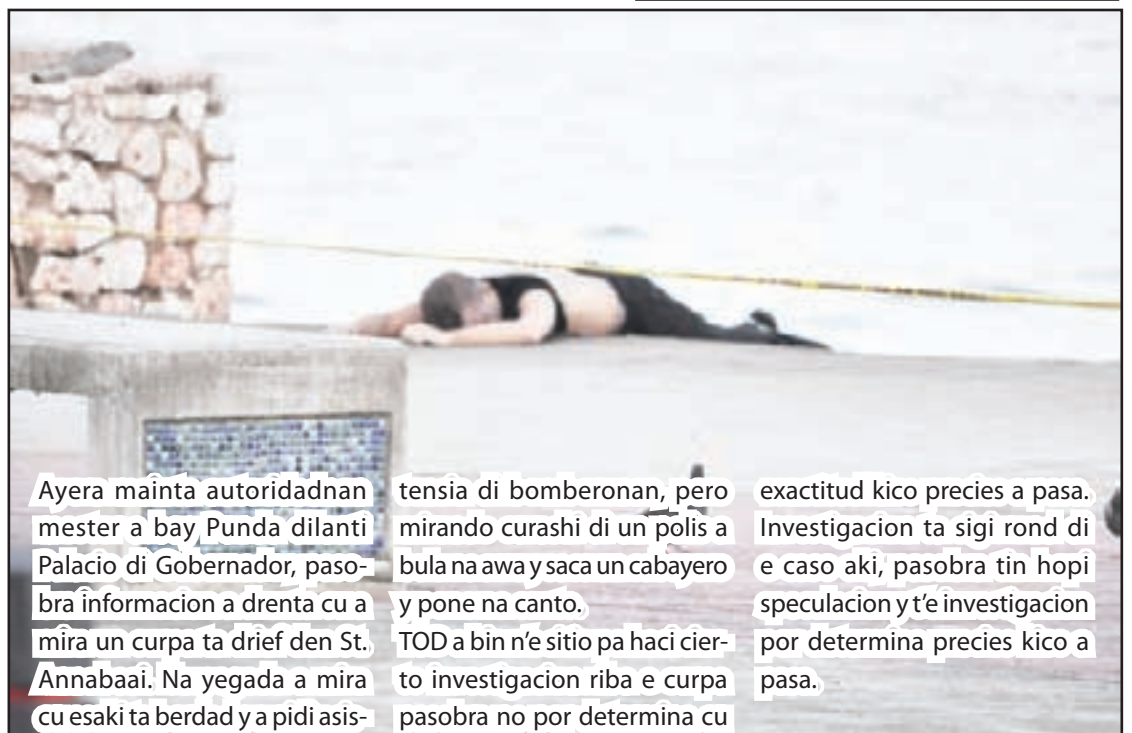 Ayera mainta autoridadnan
mester a bay Punda dilanti
Palacio di Gobernador, paso-
bra informacion a drenta cu a
mira un curpa ta drief den St.
Annabaai. Na yegada a mira
cu esaki ta berdad y a pidi asis-
tensia di bomberonan, pero
mirando curashi di un polis a
bula na awa y saca un cabayero
y pone na canto.
TOD a bin n'e sitio pa haci cier-
to investigacion riba e curpa
pasobra no por determina cu
exactitud kico precies a pasa.
Investigacion ta sigi rond di
e caso aki, pasobra tin hopi
speculacion y t'e investigacion
por determina precies kico a
pasa.